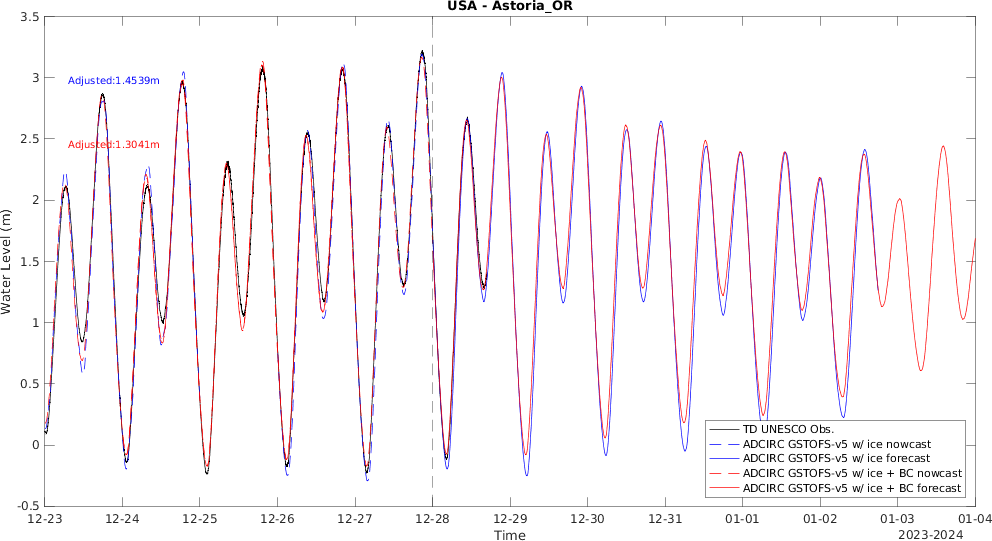 USA - Astoria_OR
Adjusted:1.4539m
Adjusted:1.3041m
Water Level (m)
3.5
3
2.5
2
1.5
1
0.5
0
-0.5
TD UNESCO Obs.
ADCIRC GSTOFS-v5 w/ ice nowcast
ADCIRC GSTOFS-v5 w/ ice forecast
ADCIRC GSTOFS-v5 w/ ice + BC nowcast
ADCIRC GSTOFS-v5 w/ ice + BC forecast
12-23 12-24 12-25 12-26 12-27 12-28 12-29 12-30 12-31 01-01 01-02 01-03 01-04
Time
2023-2024